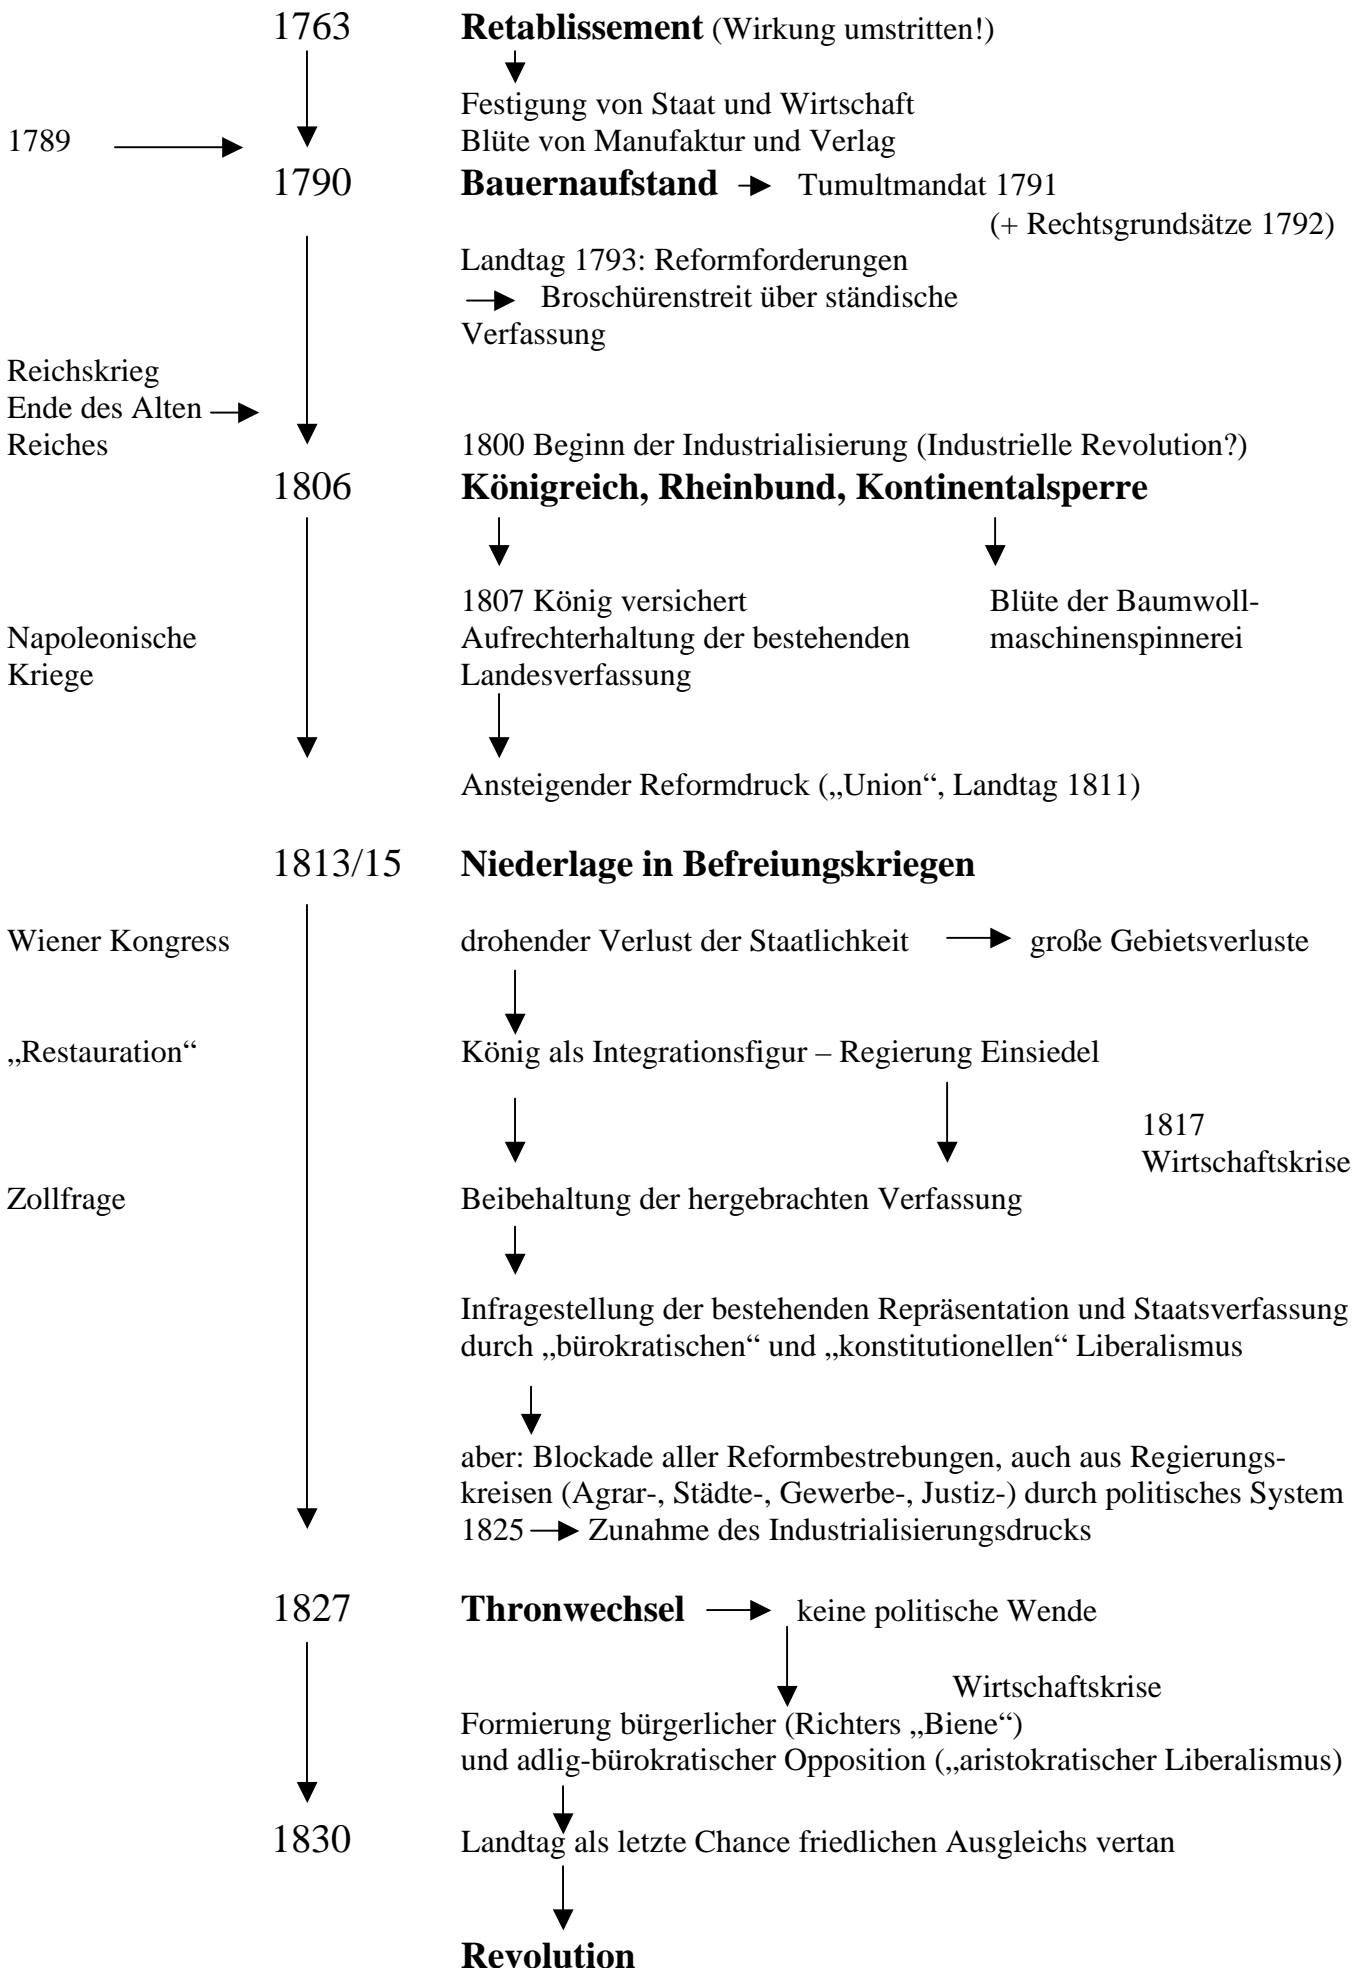 1763 Retablissement (Wirkung umstritten!)
Festigung von Staat und Wirtschaft
1789 Blüte von Manufaktur und Verlag
1790 Bauernaufstand Tumultmandat 1791
(+ Rechtsgrundsätze 1792)
Landtag 1793: Reformforderungen
Broschürenstreit über ständische
Verfassung
Reichskrieg
Ende des Alten
Reiches 1800 Beginn der Industrialisierung (Industrielle Revolution?)
1806 Königreich, Rheinbund, Kontinentalsperre
1807 König versichert Blüte der Baumwoll-
Napoleonische Aufrechterhaltung der bestehenden maschinenspinnerei
Kriege Landesverfassung
Ansteigender Reformdruck („Union“, Landtag 1811)
1813/15 Niederlage in Befreiungskriegen
Wiener Kongress drohender Verlust der Staatlichkeit große Gebietsverluste
„Restauration“ König als Integrationsfigur – Regierung Einsiedel
1817
Wirtschaftskrise
Zollfrage Beibehaltung der hergebrachten Verfassung
Infragestellung der bestehenden Repräsentation und Staatsverfassung
durch „bürokratischen“ und „konstitutionellen“ Liberalismus
aber: Blockade aller Reformbestrebungen, auch aus Regierungs-
kreisen (Agrar-, Städte-, Gewerbe-, Justiz-) durch politisches System
1825 Zunahme des Industrialisierungsdrucks
1827 Thronwechsel keine politische Wende
Wirtschaftskrise
Formierung bürgerlicher (Richters „Biene“)
und adlig-bürokratischer Opposition („aristokratischer Liberalismus)
1830 Landtag als letzte Chance friedlichen Ausgleichs vertan
Revolution